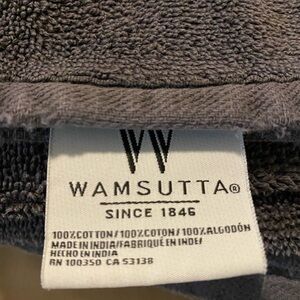 W
WAMSUTTA®
SINCE 1846
100%COTTON/100%COTON/100%ALGODÓN
MADE IN INDIA/FABRIQUÉ EN INDE/
HECHO EN INDIA
RN 100350 CA 53138